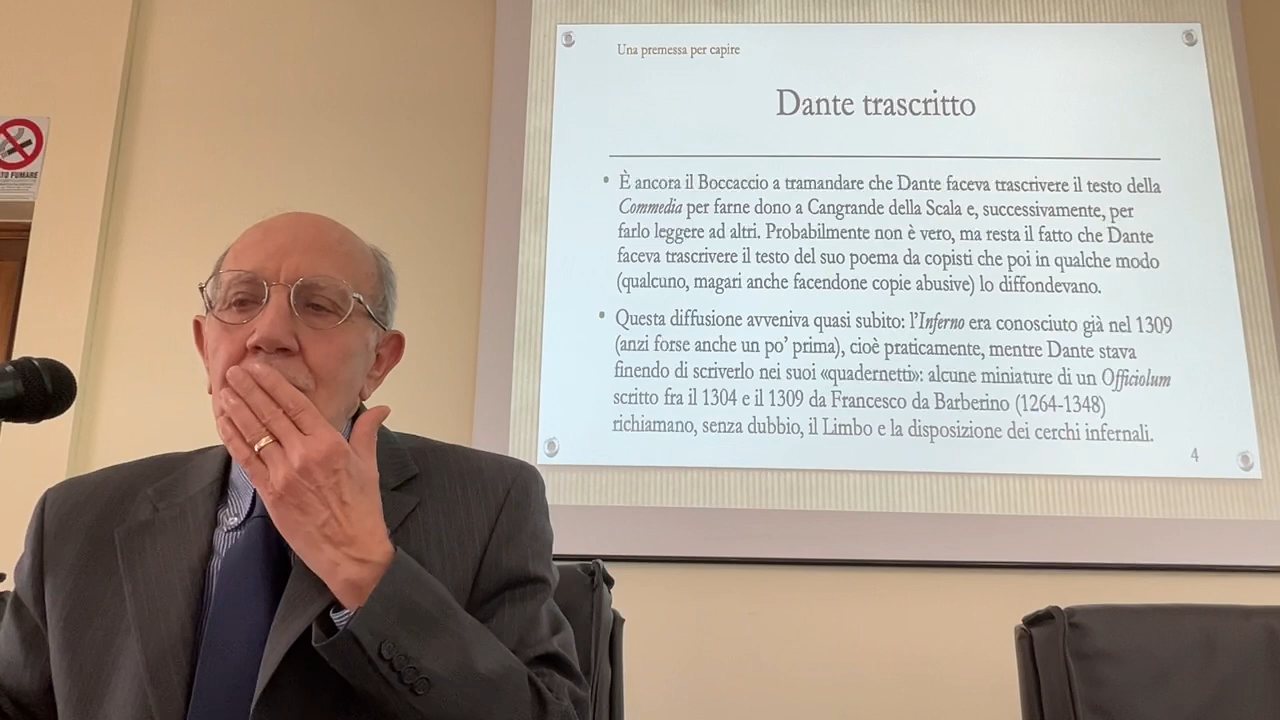 TO FUMARE
Una premessa per capire
Dante trascritto
• È ancora il Boccaccio a tramandare che Dante faceva trascrivere il testo della
Commedia per farne dono a Cangrande della Scala e, successivamente, per
farlo leggere ad altri. Probabilmente non è vero, ma resta il fatto che Dante
faceva trascrivere il testo del suo poema da copisti che poi in qualche modo
(qualcuno, magari anche facendone copie abusive) lo diffondevano.
• Questa diffusione avveniva quasi subito: l’Inferno era conosciuto già nel 1309
(anzi forse anche un po’ prima), cioè praticamente, mentre Dante stava
finendo di scriverlo nei suoi «quadernetti»: alcune miniature di un Officiolum
scritto fra il 1304 e il 1309 da Francesco da Barberino (1264-1348)
richiamano, senza dubbio, il Limbo e la disposizione dei cerchi infernali.
4